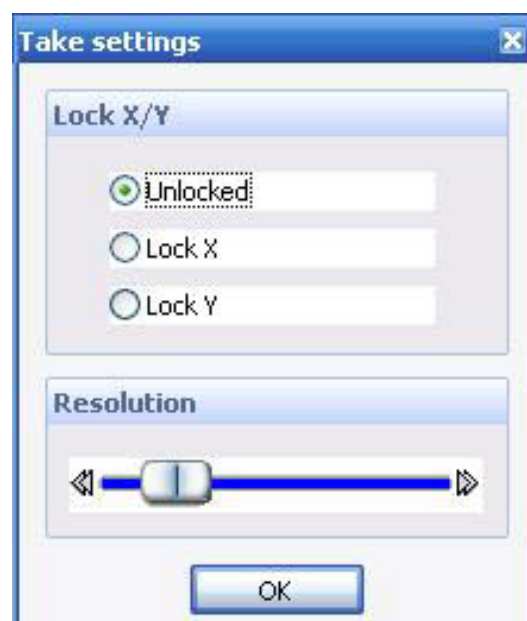 Take settings
Lock X/Y
Unlocked
Lock X
Lock Y
Resolution
OK